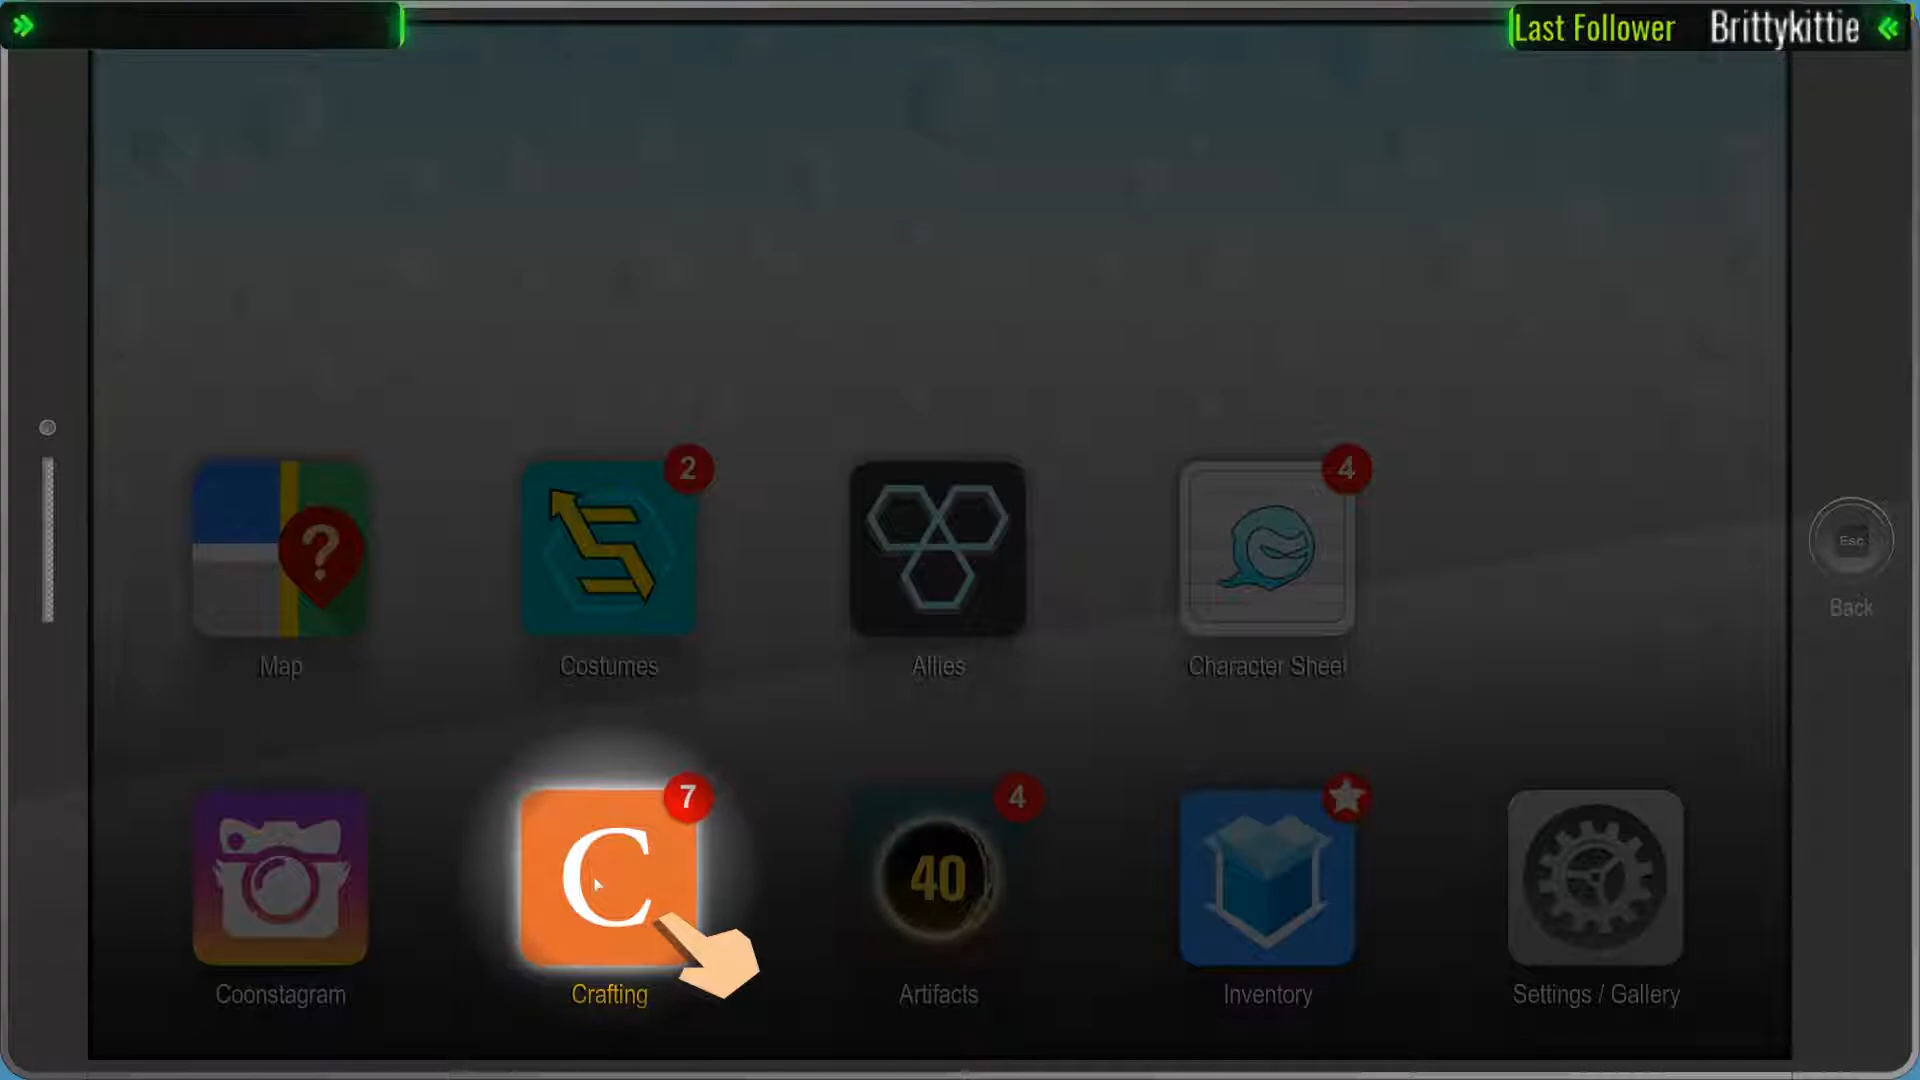 Last Follower Brittykittie
2
4
?
Esc
Map
Costumes
Allies
Character Sheet
Back
7
4
C
40
Coonstagram
Crafting
Artifacts
Inventory
Settings / Gallery